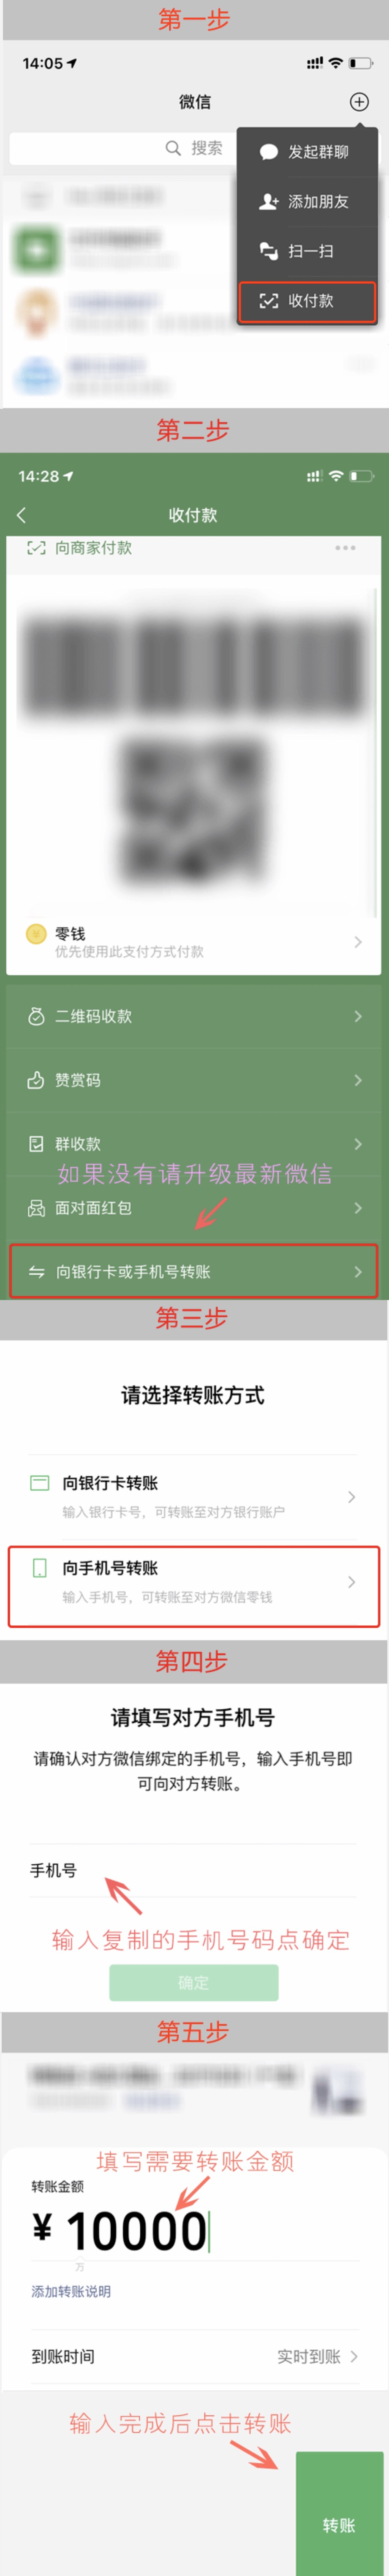 第一步
14:05
微信
搜索
发起群聊
添加朋友
扫一扫
收付款
第二步
14:28
收付款
向商家付款
零钱
优先使用此支付方式付款
二维码收款
赞赏码
群收款
如果没有请升级最新微信
面对面红包
向银行卡或手机号转账
第三步
请选择转账方式
向银行卡转账
输入银行卡号，可转账至对方银行账户
向手机号转账
输入手机号，可转账至对方微信零钱
第四步
请填写对方手机号
请确认对方微信绑定的手机号，输入手机号即
可向对方转账。
手机号
输入复制的手机号码点确定
确定
第五步
填写需要转账金额
转账金额
¥ 10000
万
添加转账说明
到账时间 实时到账
输入完成后点击转账
转账